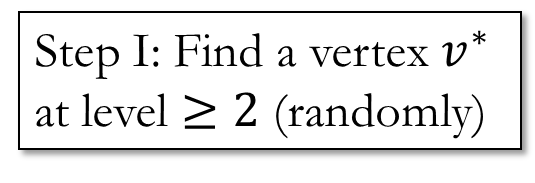 Step I: Find a vertex 𝑣*
at level ≥ 2 (randomly)